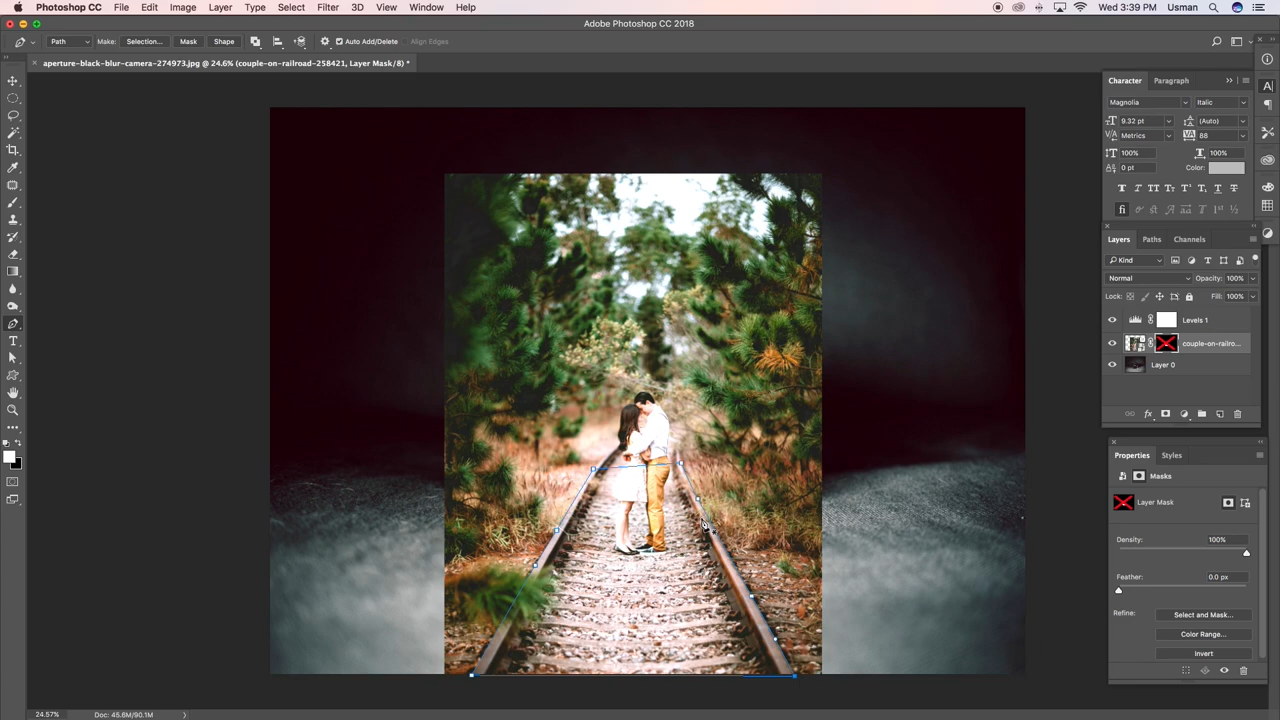 Photoshop CC File Edit Image Layer Type Select Filter 3D View Window Help Wed 3:39 PM Usman
Adobe Photoshop CC 2018
Path Make: Selection... Mask Shape Auto Add/Delete Align Edges
aperture-black-blur-camera-274973.jpg @ 24.6% (couple-on-railroad-258421, Layer Mask/8) *
Character Paragraph
Magnolia Italic
9.32 pt (Auto)
Metrics 88
100% 100%
0 pt Color:
Layers Paths Channels
Kind
Normal Opacity: 100%
Lock: Fill: 100%
Levels 1
couple-on-railro...
Layer 0
Properties Styles
Masks
Layer Mask
Density: 100%
Feather: 0.0 px
Refine: Select and Mask...
Color Range...
Invert
24.57% Doc: 45.6M/90.1M